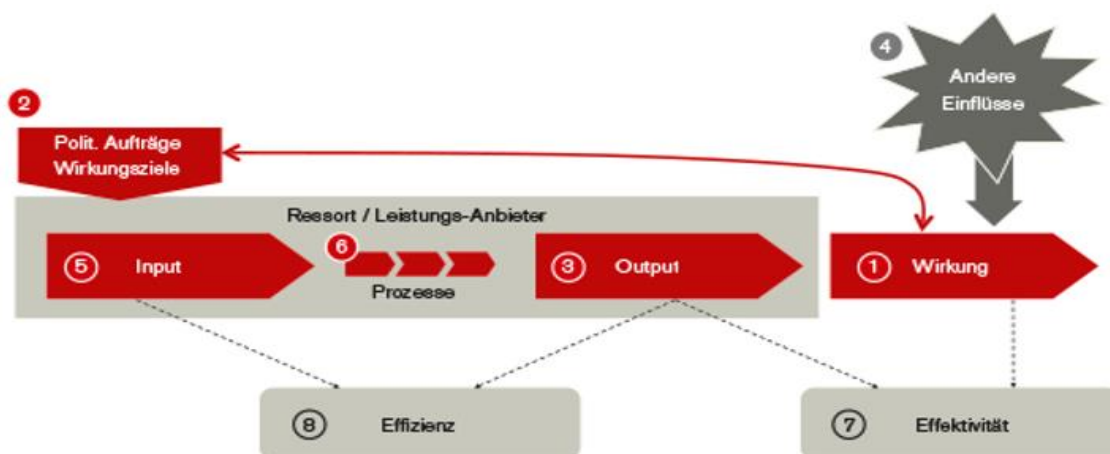 4
Andere
Einflüsse
2
Polit. Aufträge
Wirkungsziele
Ressort / Leistungs-Anbieter
5 Input
6
Prozesse
3 Output
1 Wirkung
8 Effizienz
7 Effektivität